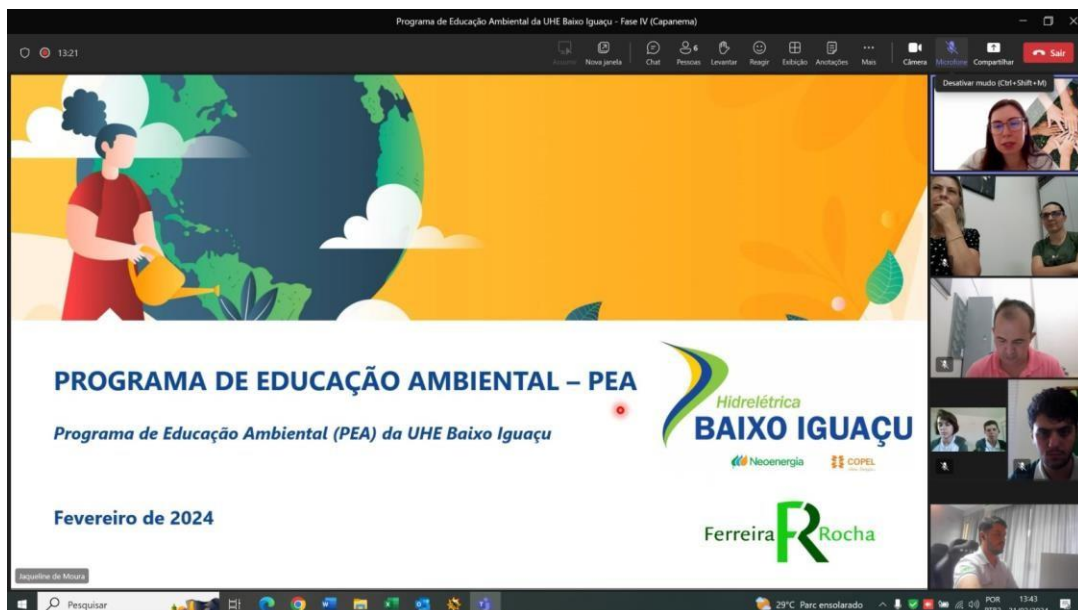 Programa de Educação Ambiental da UHE Baixo Iguaçu - Fase IV (Capanema)
13:21
Nova janela
Chat
Pessoas
6
Levantar
Reagir
Exibição
Anotações
Mais
Câmera
Microfone
Compartilhar
Sair
Desativar mudo (Ctrl+Shift+M)
PROGRAMA DE EDUCAÇÃO AMBIENTAL – PEA
Programa de Educação Ambiental (PEA) da UHE Baixo Iguaçu
Fevereiro de 2024
Hidrelétrica
BAIXO IGUAÇU
Neoenergia
COPEL
Ferreira FR Rocha
Jaqueline de Moura
Pesquisar
29°C Parc ensolarado
POR
13:43